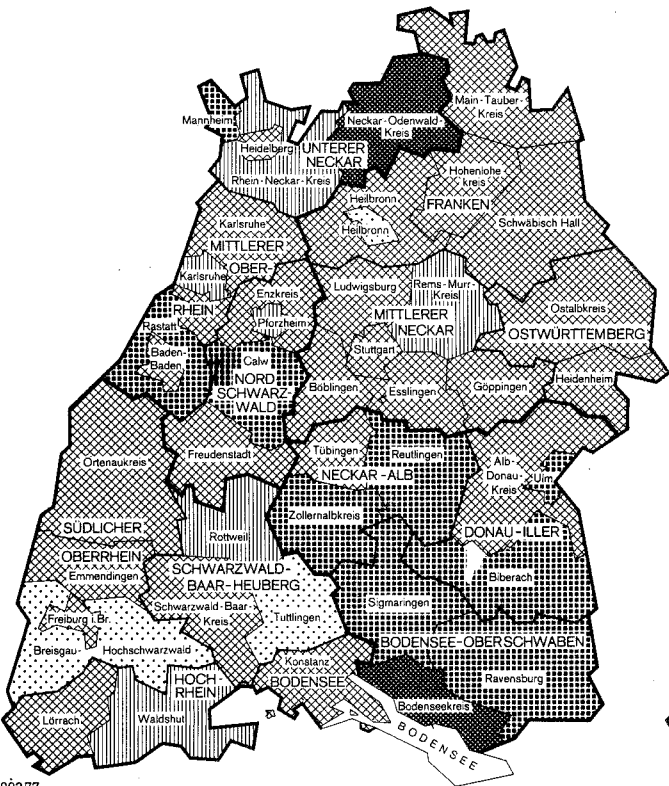 Main-Tauber-
Kreis
Mannheim
Neckar-Odenwald-
Kreis
Heidelberg
UNTERER
NECKAR
Rhein-Neckar-Kreis
Hohenlohe
kreis
Heilbronn
FRANKEN
Heilbronn
Schwäbisch Hall
Karlsruhe
MITTLERER
OBER-
Karlsruhe
RHEIN
Enzkreis
Pforzheim
Ludwigsburg
Rems-Murr-
Kreis
MITTLERER
NECKAR
Ostalbkreis
OSTWÜRTTEMBERG
Rastatt
Baden-
Baden
Calw
NORD
SCHWARZ-
WALD
Stuttgart
Böblingen
Esslingen
Göppingen
Heidenheim
Ortenaukreis
Freudenstadt
Tübingen
Reutlingen
NECKAR-ALB
Alb-
Donau-
Kreis
Ulm
Zollernalbkreis
DONAU-ILLER
SÜDLICHER
OBERRHEIN
Emmendingen
Rottweil
SCHWARZWALD-
BAAR-HEUBERG
Schwarzwald-Baar-
Kreis
Tuttlingen
Sigmaringen
Biberach
Freiburg i.Br.
Breisgau-
Hochschwarzwald
BODENSEE-OBERSCHWABEN
Ravensburg
Konstanz
BODENSEE
HOCH-
RHEIN
Lörrach
Waldshut
Bodenseekreis
BODENSEE